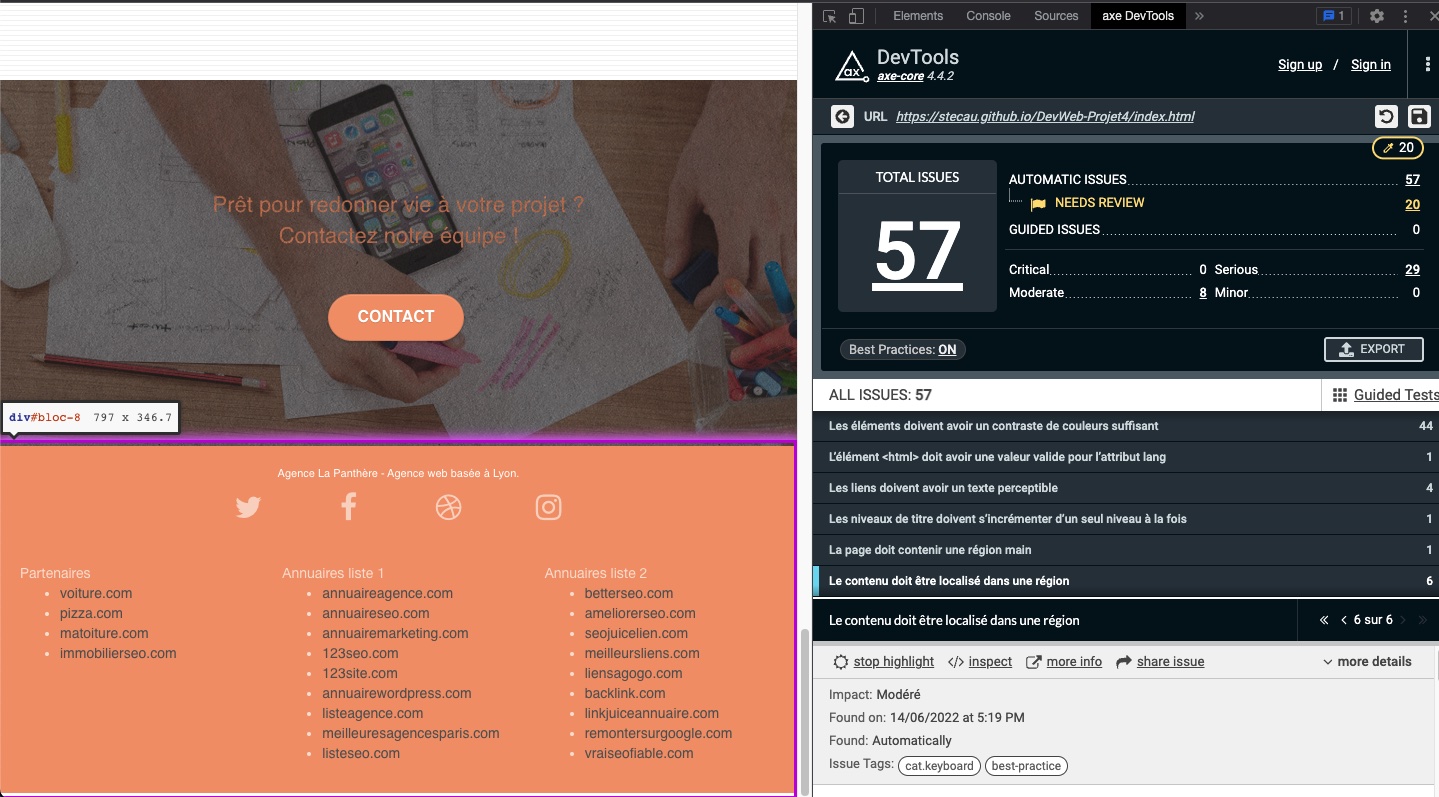 Prêt pour redonner vie à votre projet ?
Contactez notre équipe !
CONTACT
div#bloc-8 797 x 346.7
Agence La Panthère - Agence web basée à Lyon.
Partenaires
voiture.com
pizza.com
matoiture.com
immobilierseo.com
Annuaires liste 1
annuaireagence.com
annuaireseo.com
annuairemarketing.com
123seo.com
123site.com
annuairewordpress.com
listeagence.com
meilleuresagencesparis.com
listeseo.com
Annuaires liste 2
betterseo.com
ameliorerseo.com
seojuicelien.com
meilleursliens.com
liensagogo.com
backlink.com
linkjuiceannuaire.com
remontersurgoogle.com
vraiseofiable.com
Elements Console Sources axe DevTools » 1
ax DevTools
axe-core 4.4.2
Sign up / Sign in
URL https://stecau.github.io/DevWeb-Projet4/index.html
20
TOTAL ISSUES
57
AUTOMATIC ISSUES 57
NEEDS REVIEW 20
GUIDED ISSUES 0
Critical 0 Serious 29
Moderate 8 Minor 0
Best Practices: ON
EXPORT
ALL ISSUES: 57
Guided Tests
Les éléments doivent avoir un contraste de couleurs suffisant 44
L'élément <html> doit avoir une valeur valide pour l'attribut lang 1
Les liens doivent avoir un texte perceptible 4
Les niveaux de titre doivent s'incrémenter d'un seul niveau à la fois 1
La page doit contenir une région main 1
Le contenu doit être localisé dans une région 6
Le contenu doit être localisé dans une région
6 sur 6
stop highlight </> inspect more info share issue more details
Impact: Modéré
Found on: 14/06/2022 at 5:19 PM
Found: Automatically
Issue Tags: cat.keyboard best-practice